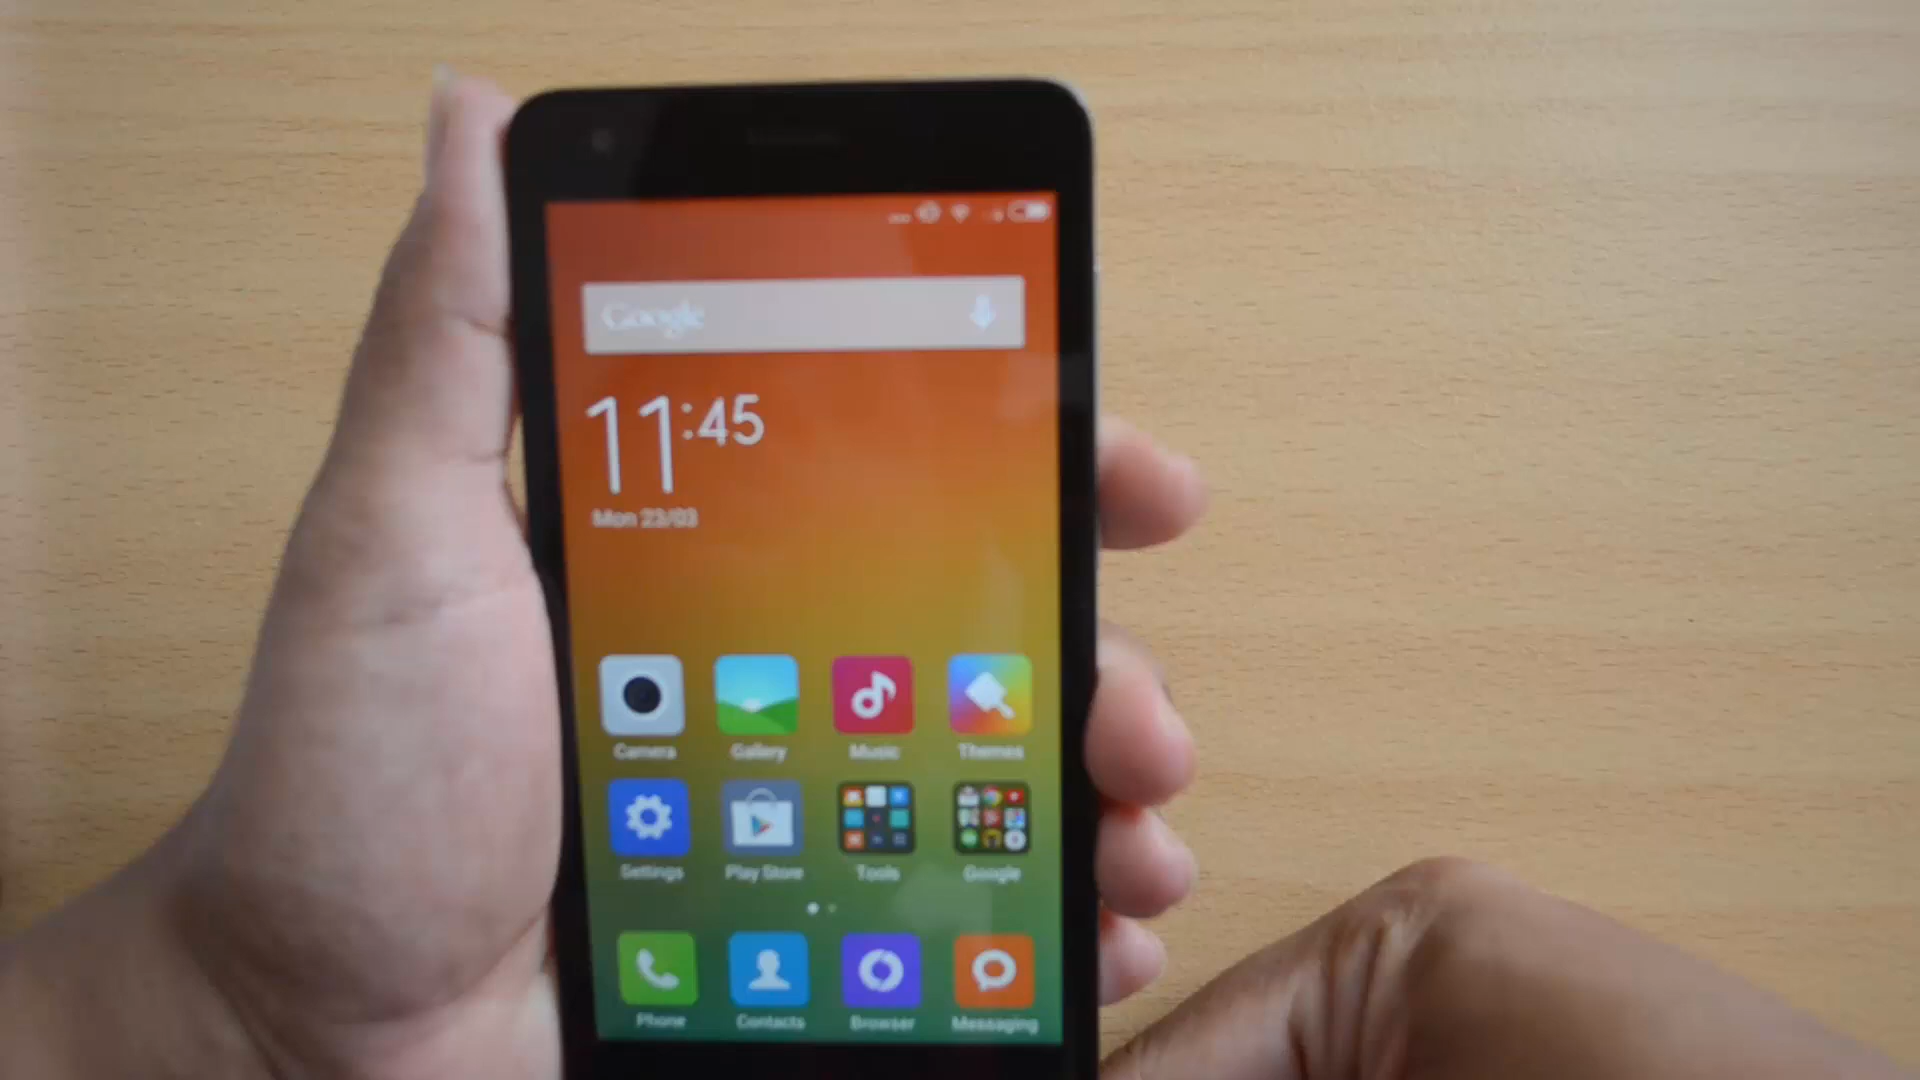 Google
11:45
Mon 23/03
Camera Gallery Music Themes
Settings Play Store Tools Google
Phone Contacts Browser Messaging